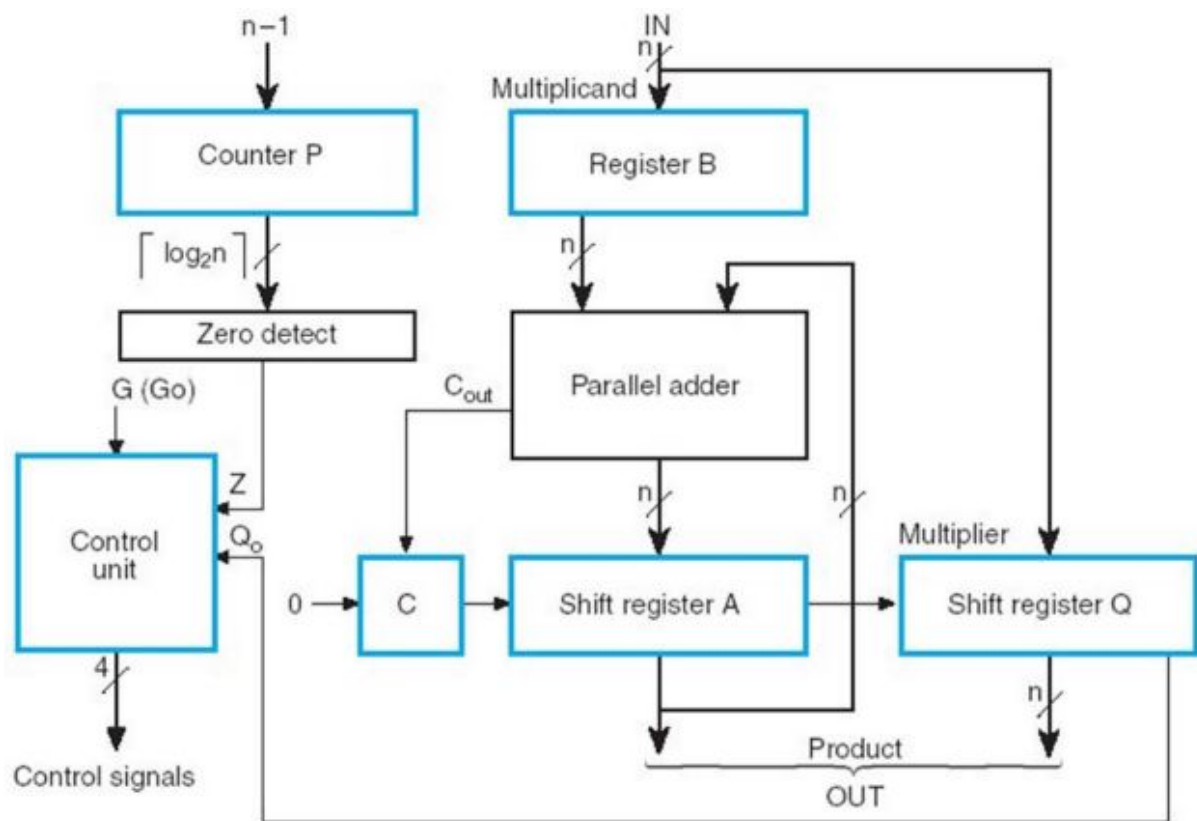 n−1
IN
n
Multiplicand
Counter P
Register B
⌈ log₂n ⌉
n
Zero detect
G (Go)
Cout
Parallel adder
Z
n
n
Qo
Multiplier
Control unit
0
C
Shift register A
Shift register Q
4
n
Product
Control signals
OUT